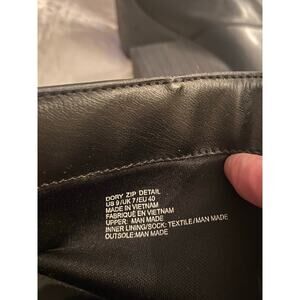 DORY ZIP DETAIL
US 9/UK 7/EU 40
MADE IN VIETNAM
FABRIQUÉ EN VIETNAM
UPPER: MAN MADE
INNER LINING/SOCK: TEXTILE/MAN MADE
OUTSOLE:MAN MADE